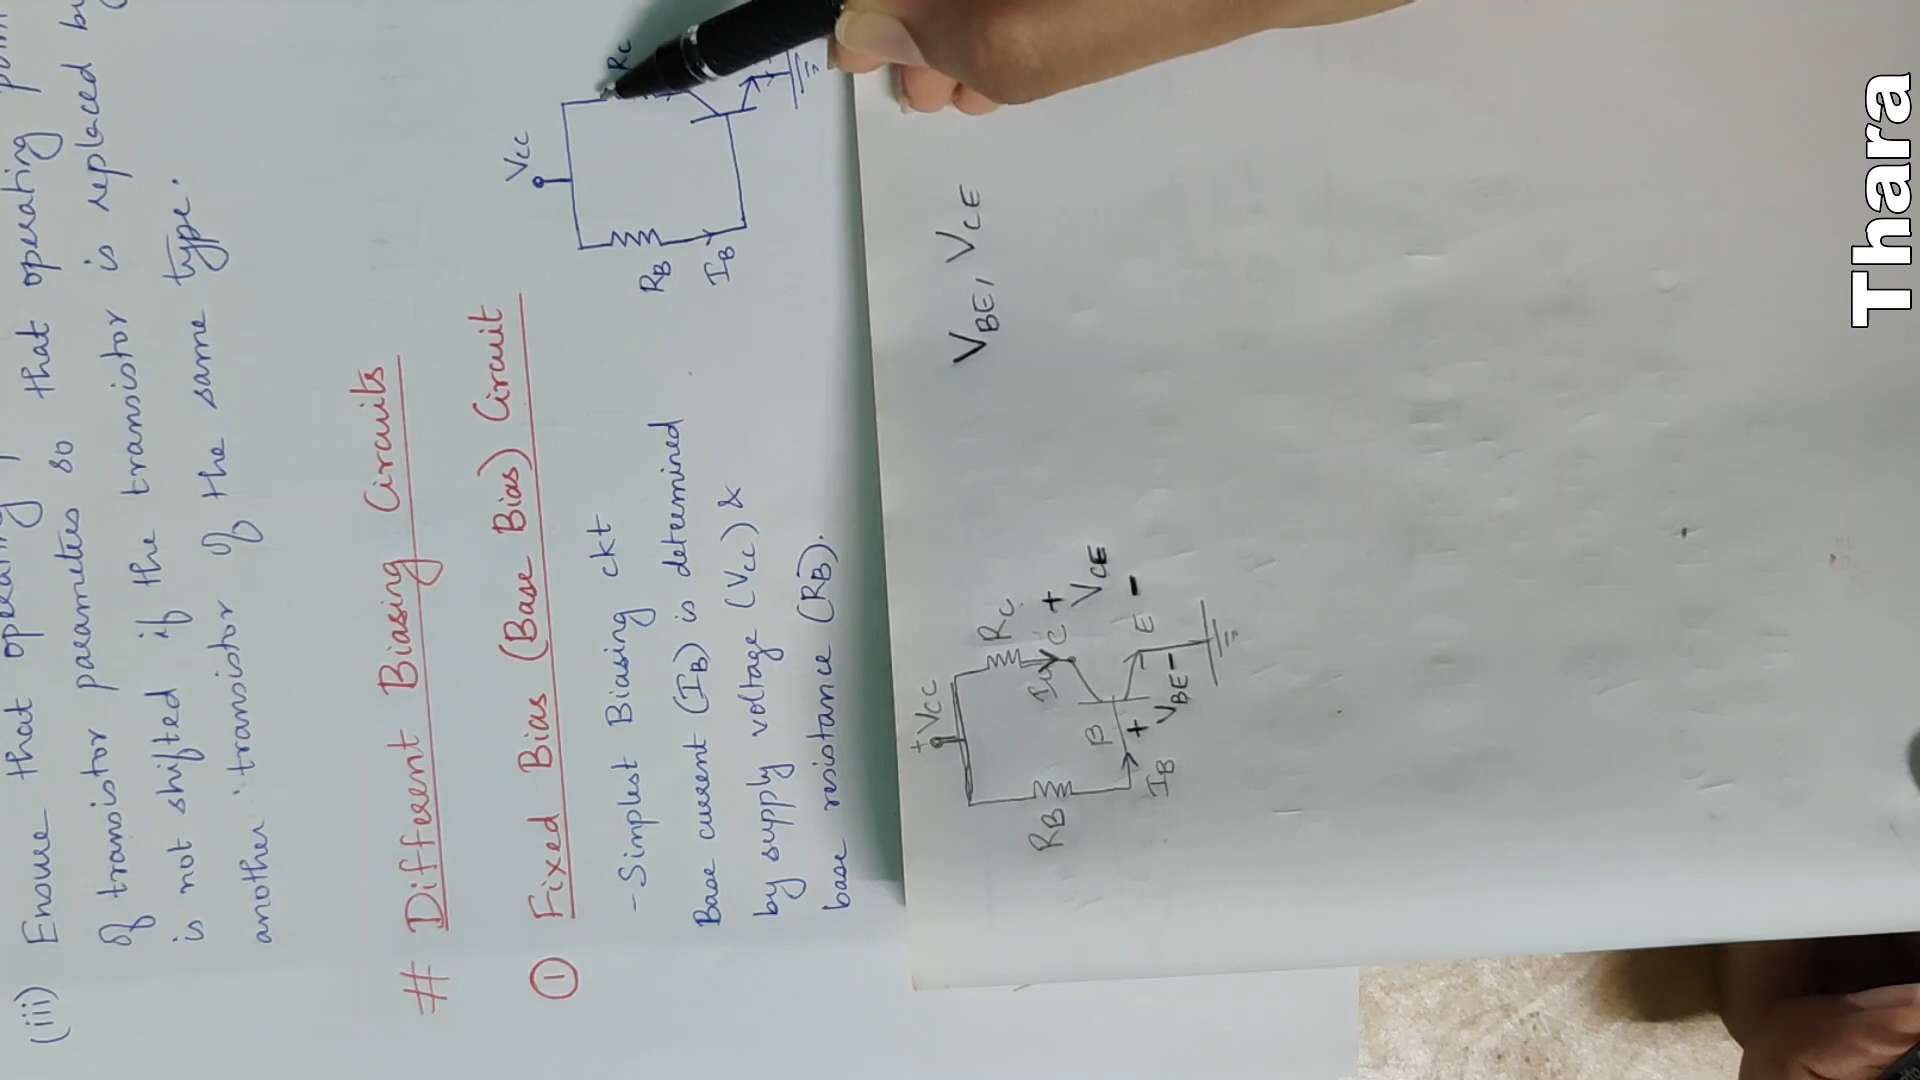 (iii) Ensure that that operating
of transistor parameters so that operating
is not shifted if the transistor is replaced by
another transistor of the same type.
# Different Biasing Circuits
① Fixed Bias (Base Bias) Circuit
- Simplest Biasing ckt
Base current (IB) is determined
by supply voltage (Vcc) &
base resistance (RB).
Vcc
RC
RB
IB
+VCC
RB
RC
IC
C +
VCE
B
+
VBE -
E -
IB
VBE, VCE
Thara